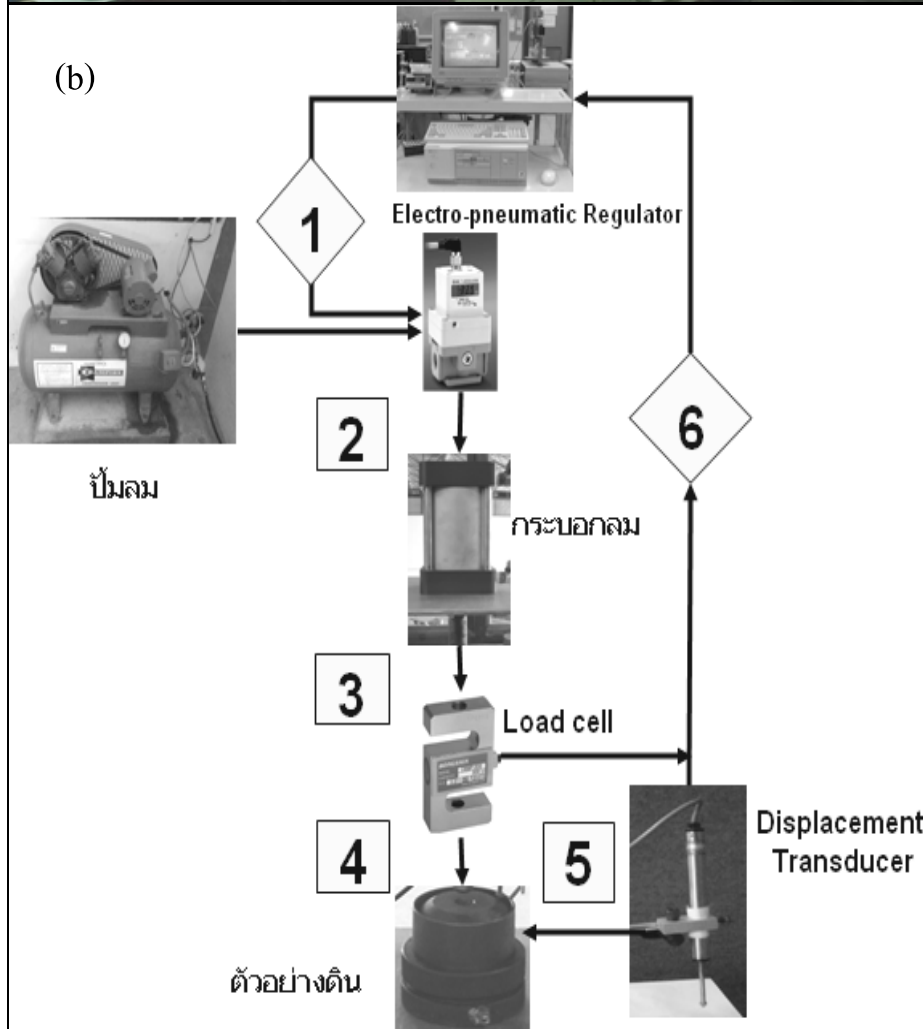 (b)
Electro-pneumatic Regulator
1
2
ปั๊มลม
6
กระบอกลม
3
Load cell
4
5
Displacement
Transducer
ตัวอย่างดิน